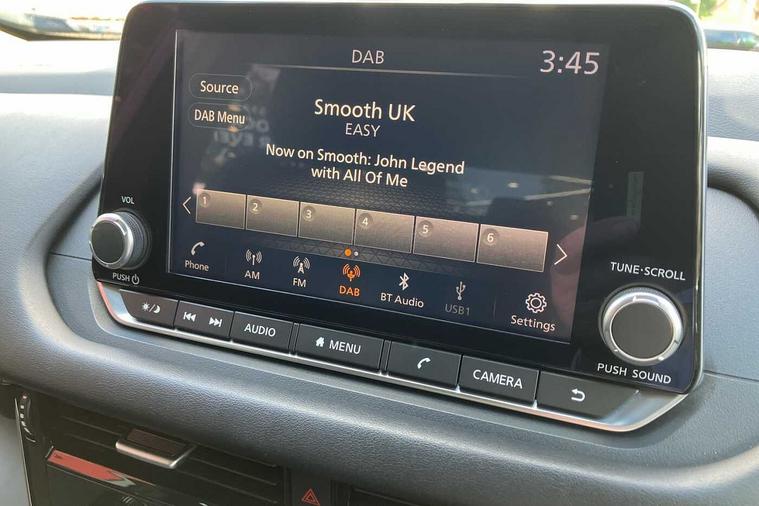 DAB
3:45
Source
DAB Menu
Smooth UK
EASY
Now on Smooth: John Legend
with All Of Me
1 2 3 4 5 6
Phone
AM
FM
DAB
BT Audio
USB1
Settings
VOL
PUSH
TUNE·SCROLL
PUSH SOUND
AUDIO
MENU
CAMERA